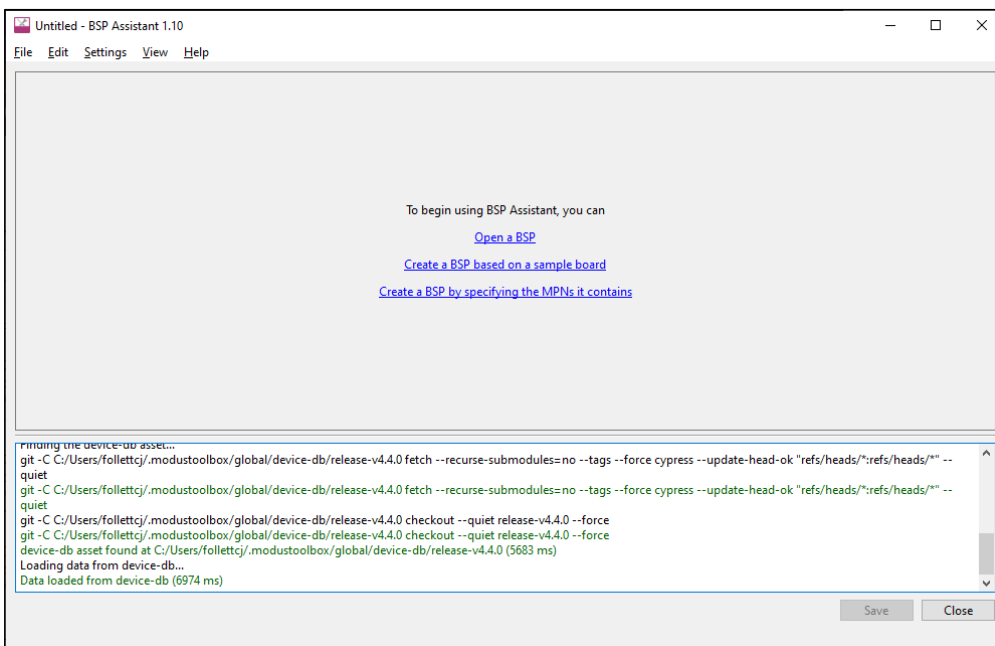 Untitled - BSP Assistant 1.10
File Edit Settings View Help
To begin using BSP Assistant, you can
Open a BSP
Create a BSP based on a sample board
Create a BSP by specifying the MPNs it contains
Finding the device-db asset...
git -C C:/Users/follettcj/.modustoolbox/global/device-db/release-v4.4.0 fetch --recurse-submodules=no --tags --force cypress --update-head-ok "refs/heads/*:refs/heads/*" --
quiet
git -C C:/Users/follettcj/.modustoolbox/global/device-db/release-v4.4.0 fetch --recurse-submodules=no --tags --force cypress --update-head-ok "refs/heads/*:refs/heads/*" --
quiet
git -C C:/Users/follettcj/.modustoolbox/global/device-db/release-v4.4.0 checkout --quiet release-v4.4.0 --force
git -C C:/Users/follettcj/.modustoolbox/global/device-db/release-v4.4.0 checkout --quiet release-v4.4.0 --force
device-db asset found at C:/Users/follettcj/.modustoolbox/global/device-db/release-v4.4.0 (5683 ms)
Loading data from device-db...
Data loaded from device-db (6974 ms)
Save Close